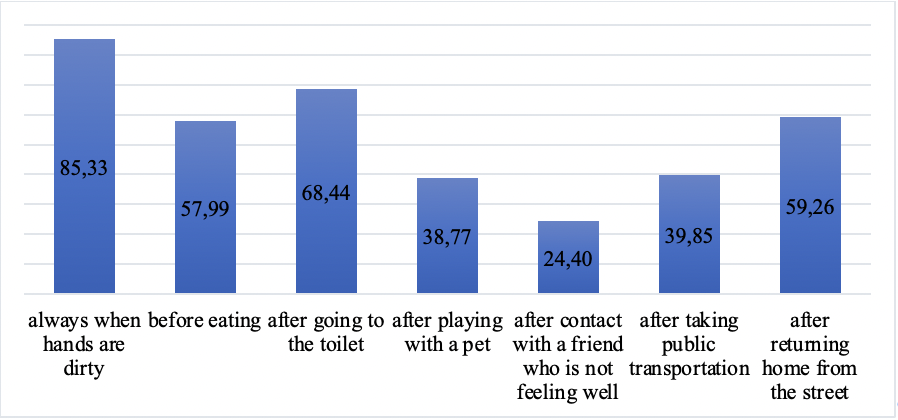 85,33
57,99
68,44
38,77
24,40
39,85
59,26
always when
hands are
dirty
before eating
after going to
the toilet
after playing
with a pet
after contact
with a friend
who is not
feeling well
after taking
public
transportation
after
returning
home from
the street